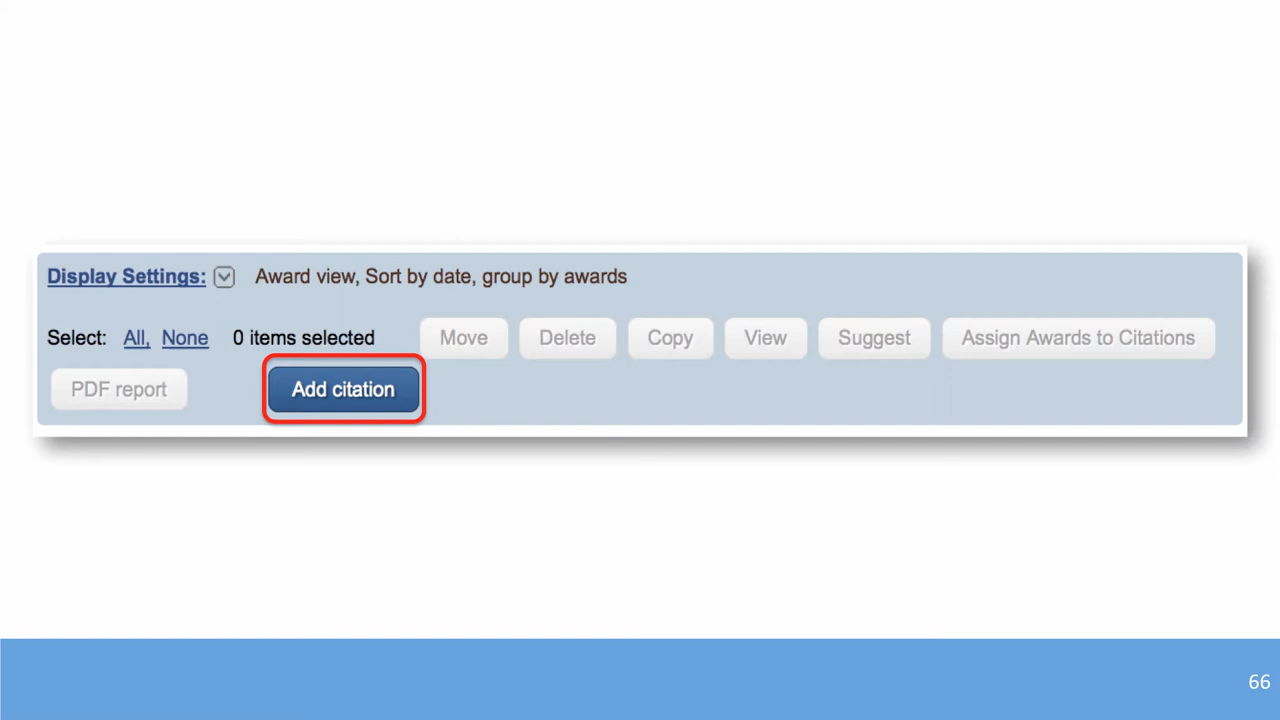 Display Settings: Award view, Sort by date, group by awards
Select: All, None 0 items selected Move Delete Copy View Suggest Assign Awards to Citations
PDF report Add citation
66